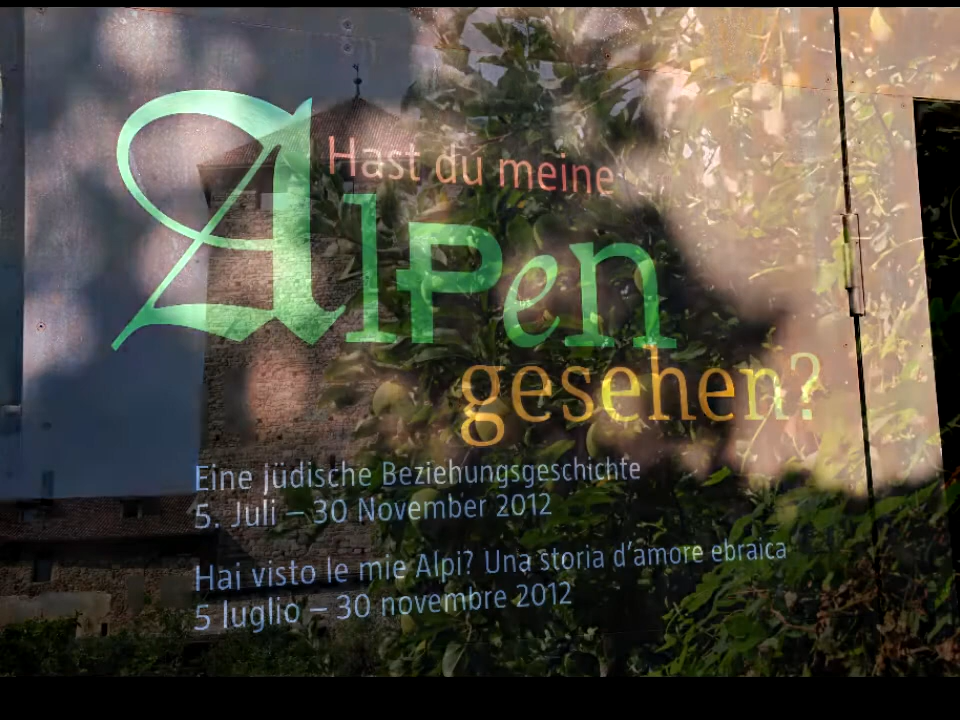 Hast du meine
Alpen
gesehen?
Eine jüdische Beziehungsgeschichte
5. Juli – 30 November 2012
Hai visto le mie Alpi? Una storia d'amore ebraica
5 luglio – 30 novembre 2012